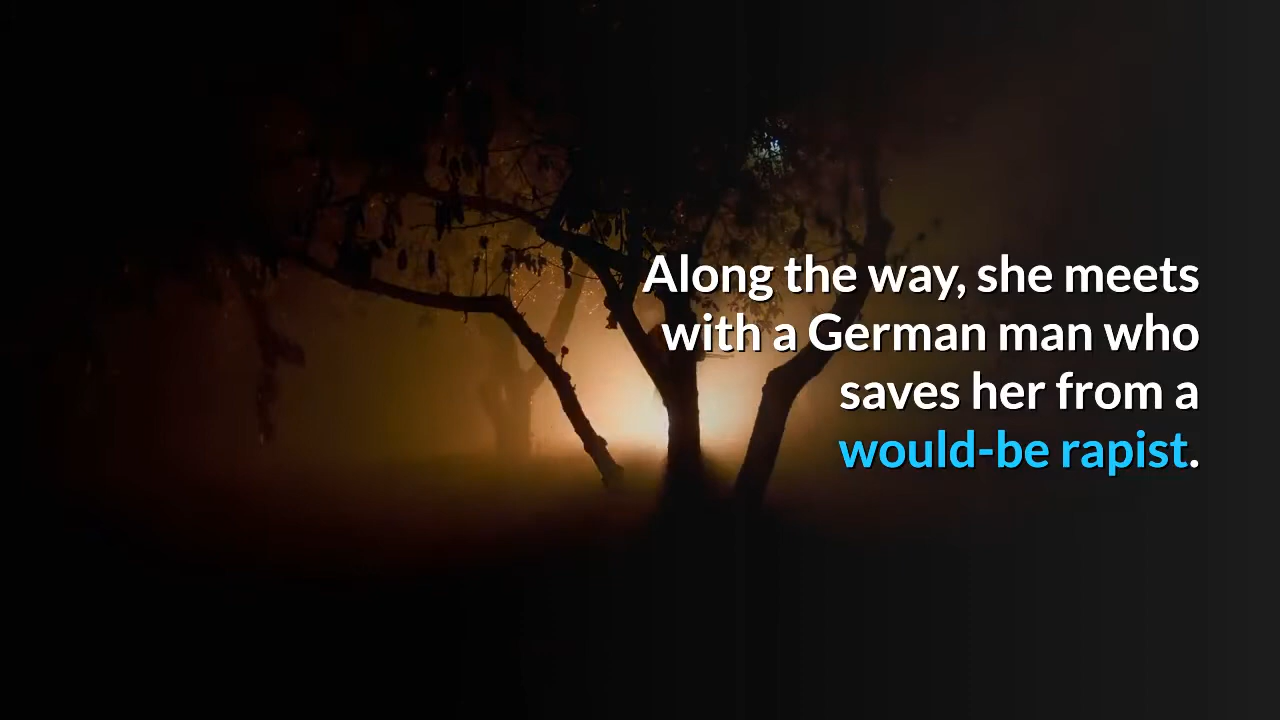 Along the way, she meets
with a German man who
saves her from a
would-be rapist.